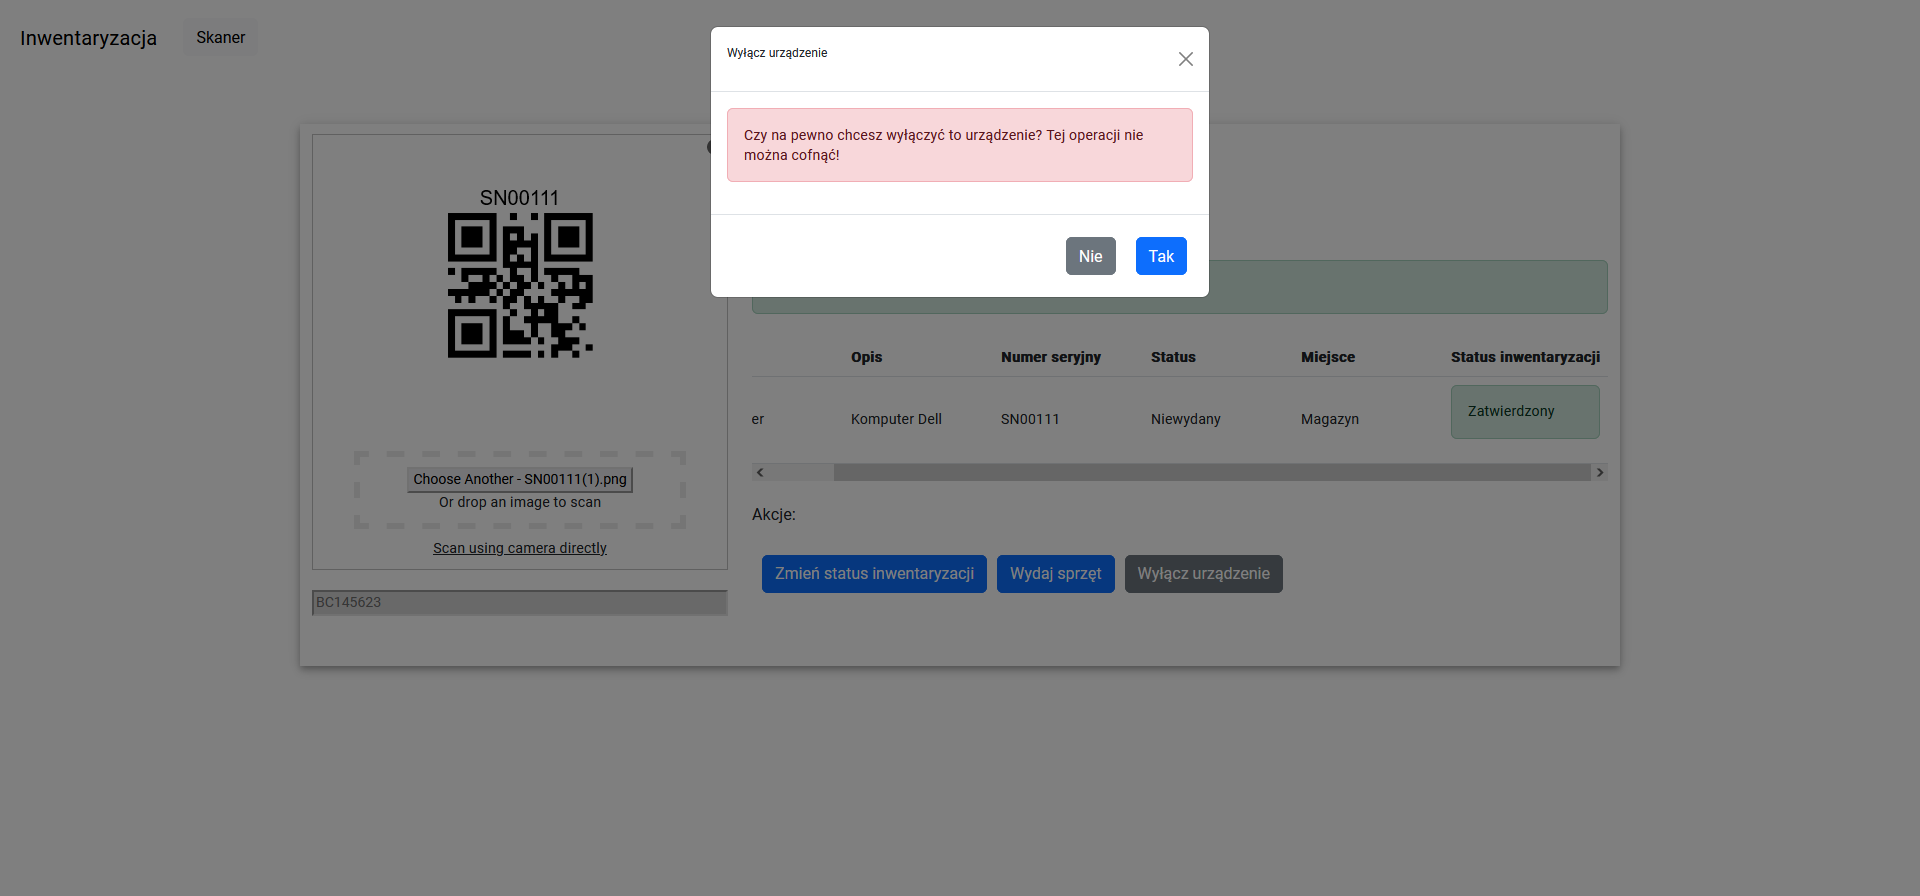 Inwentaryzacja Skaner
Wyłącz urządzenie
Czy na pewno chcesz wyłączyć to urządzenie? Tej operacji nie
można cofnąć!
Nie Tak
SN00111
Choose Another - SN00111(1).png
Or drop an image to scan
Scan using camera directly
BC145623
Opis Numer seryjny Status Miejsce Status inwentaryzacji
er Komputer Dell SN00111 Niewydany Magazyn Zatwierdzony
Akcje:
Zmień status inwentaryzacji Wydaj sprzęt Wyłącz urządzenie